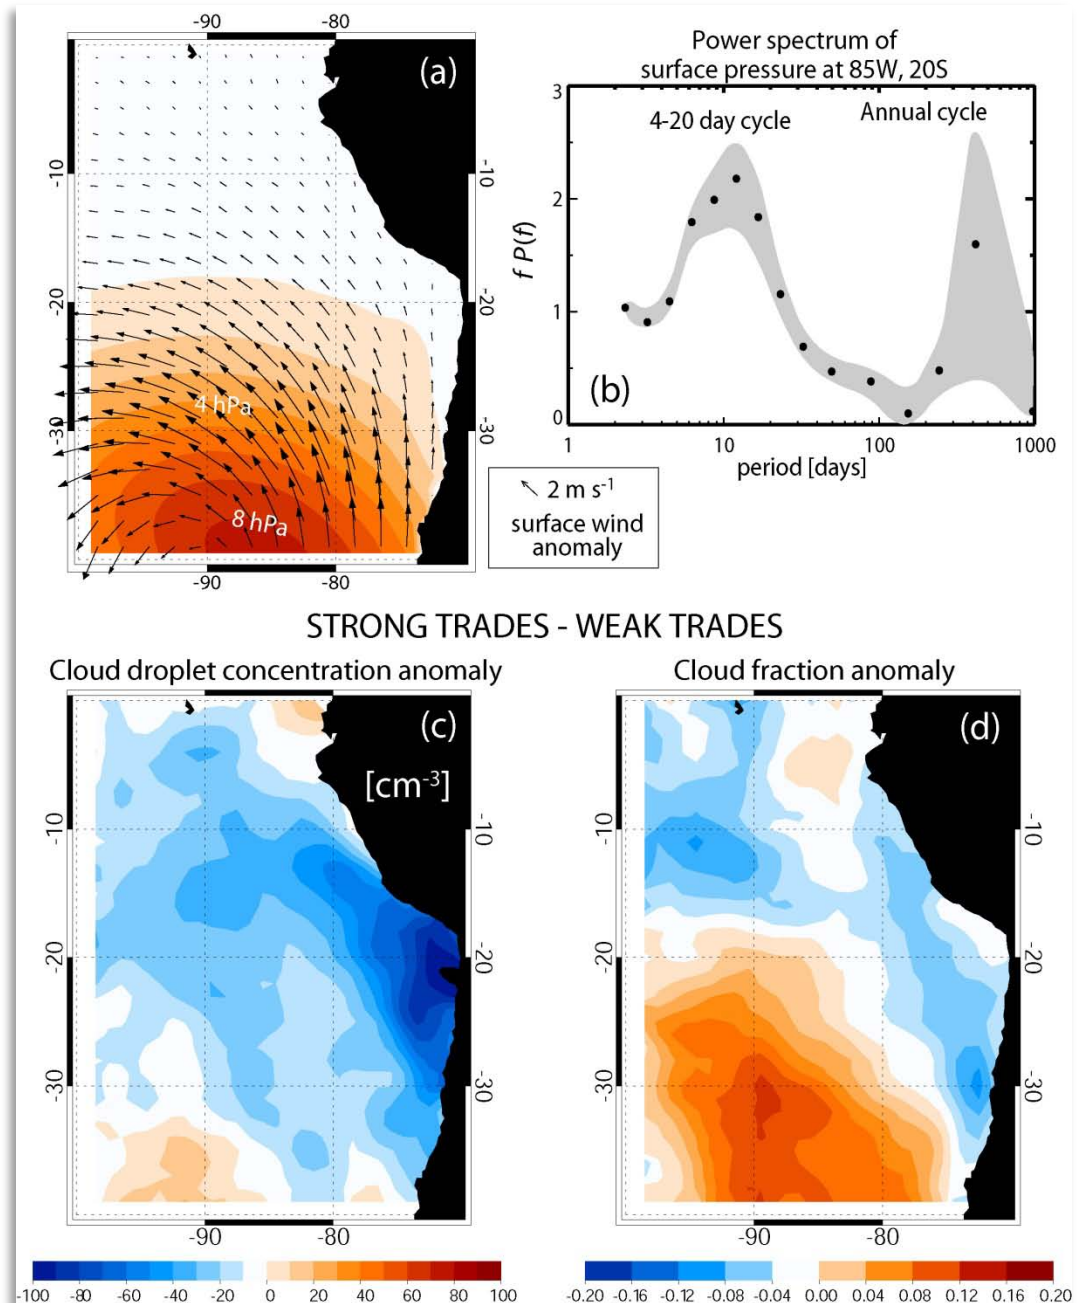 -90 -80
(a)
-10 -10
-20 -20
-30 -30
4 hPa
8 hPa
-90 -80
Power spectrum of
surface pressure at 85W, 20S
3
2
1
0
f P(f)
4-20 day cycle
Annual cycle
(b)
1 10 100 1000
period [days]
2 m s⁻¹
surface wind
anomaly
STRONG TRADES - WEAK TRADES
Cloud droplet concentration anomaly
(c)
[cm⁻³]
-10 -10
-20 -20
-30 -30
-90 -80
-100 -80 -60 -40 -20 0 20 40 60 80 100
Cloud fraction anomaly
(d)
-10 -10
-20 -20
-30 -30
-90 -80
-0.20 -0.16 -0.12 -0.08 -0.04 0.00 0.04 0.08 0.12 0.16 0.20